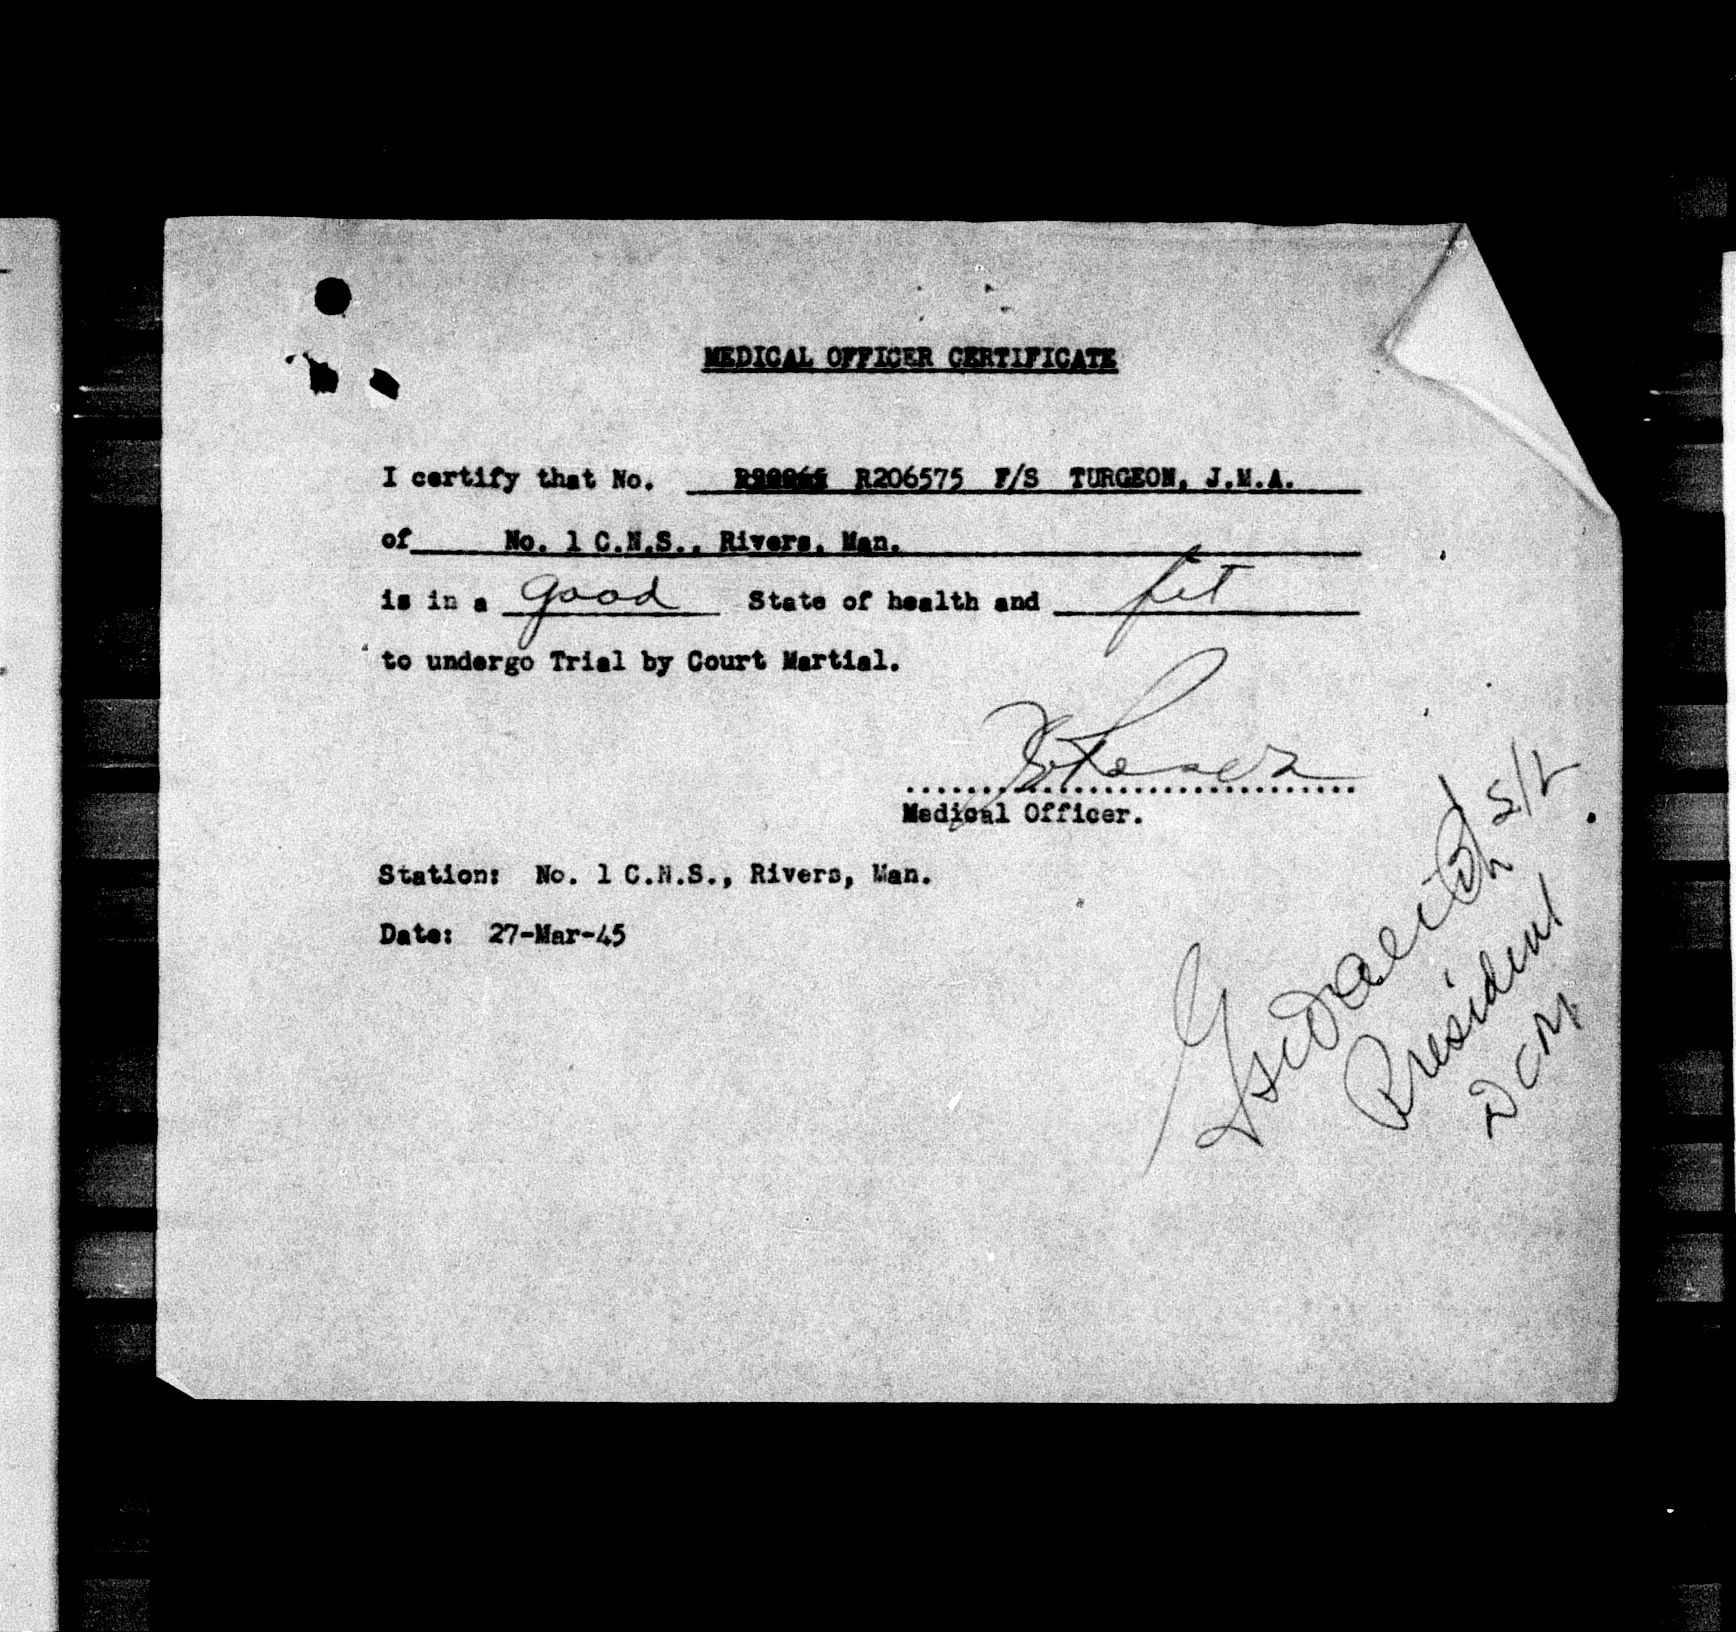 MEDICAL OFFICER CERTIFICATE
I certify that No. R206575 F/S TURGEON, J.M.A.
of No. 1 C.N.S., Rivers, Man.
is in a good State of health and fit
to undergo Trial by Court Martial.
Medical Officer.
Station: No. 1 C.N.S., Rivers, Man.
Date: 27-Mar-45
S/L
President
DCM